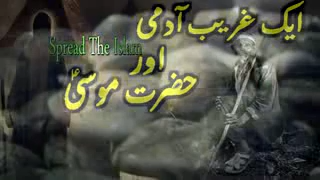 ایک غریب آدمی
Spread The Islam
اور
حضرت موسیٰؑ